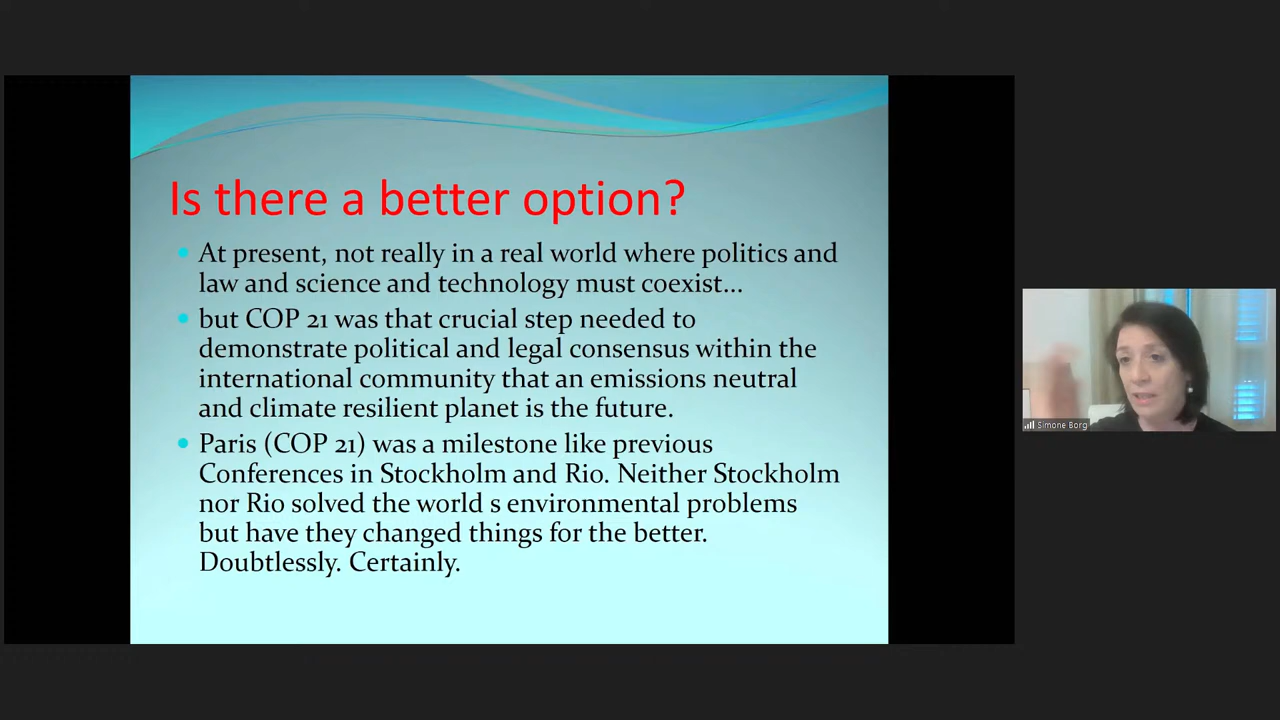 Is there a better option?
At present, not really in a real world where politics and
law and science and technology must coexist...
but COP 21 was that crucial step needed to
demonstrate political and legal consensus within the
international community that an emissions neutral
and climate resilient planet is the future.
Paris (COP 21) was a milestone like previous
Conferences in Stockholm and Rio. Neither Stockholm
nor Rio solved the world s environmental problems
but have they changed things for the better.
Doubtlessly. Certainly.
Simone Borg